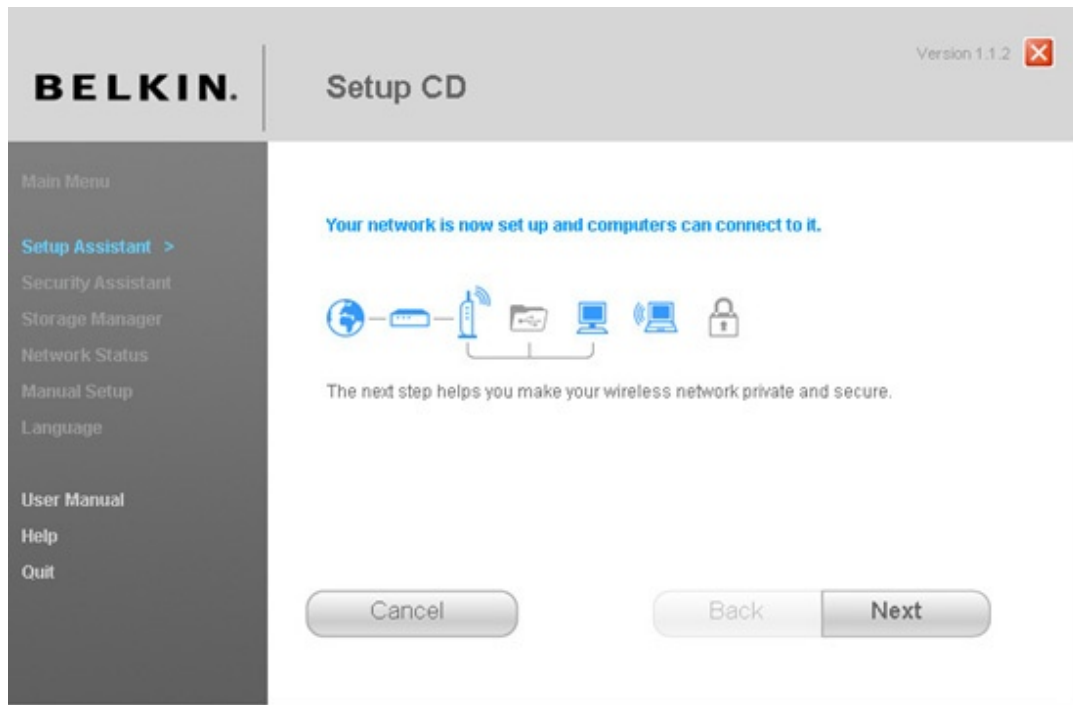 BELKIN.
Setup CD
Version 1.1.2
Main Menu
Setup Assistant >
Security Assistant
Storage Manager
Network Status
Manual Setup
Language
User Manual
Help
Quit
Your network is now set up and computers can connect to it.
The next step helps you make your wireless network private and secure.
Cancel
Back
Next